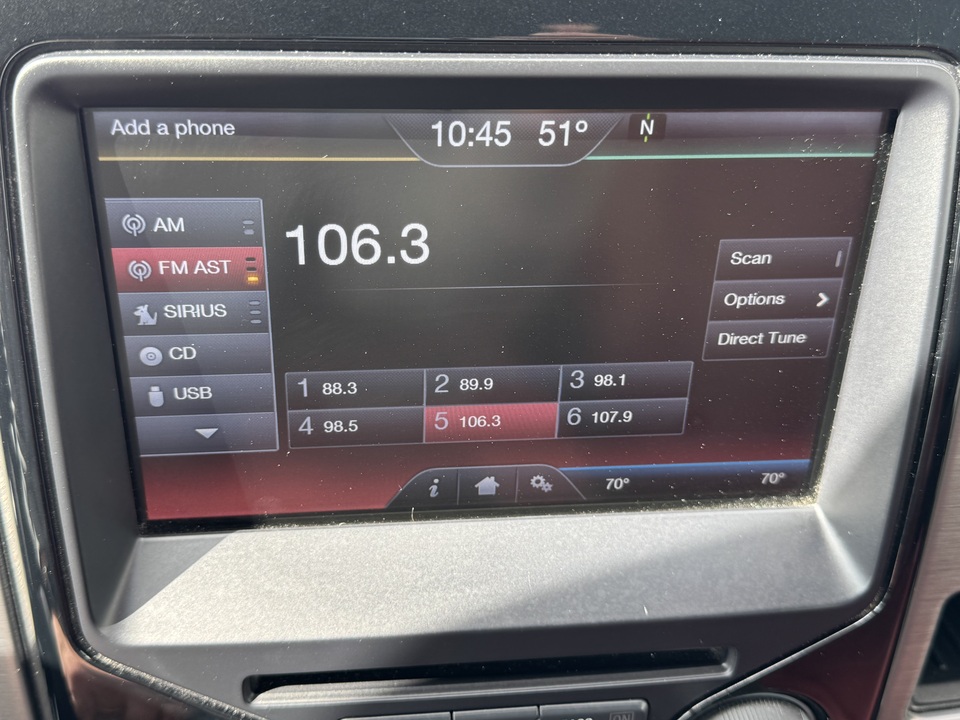 Add a phone
10:45 51° N
AM
FM AST
SIRIUS
CD
USB
106.3
Scan
Options
Direct Tune
1 88.3 2 89.9 3 98.1
4 98.5 5 106.3 6 107.9
i 70° 70°